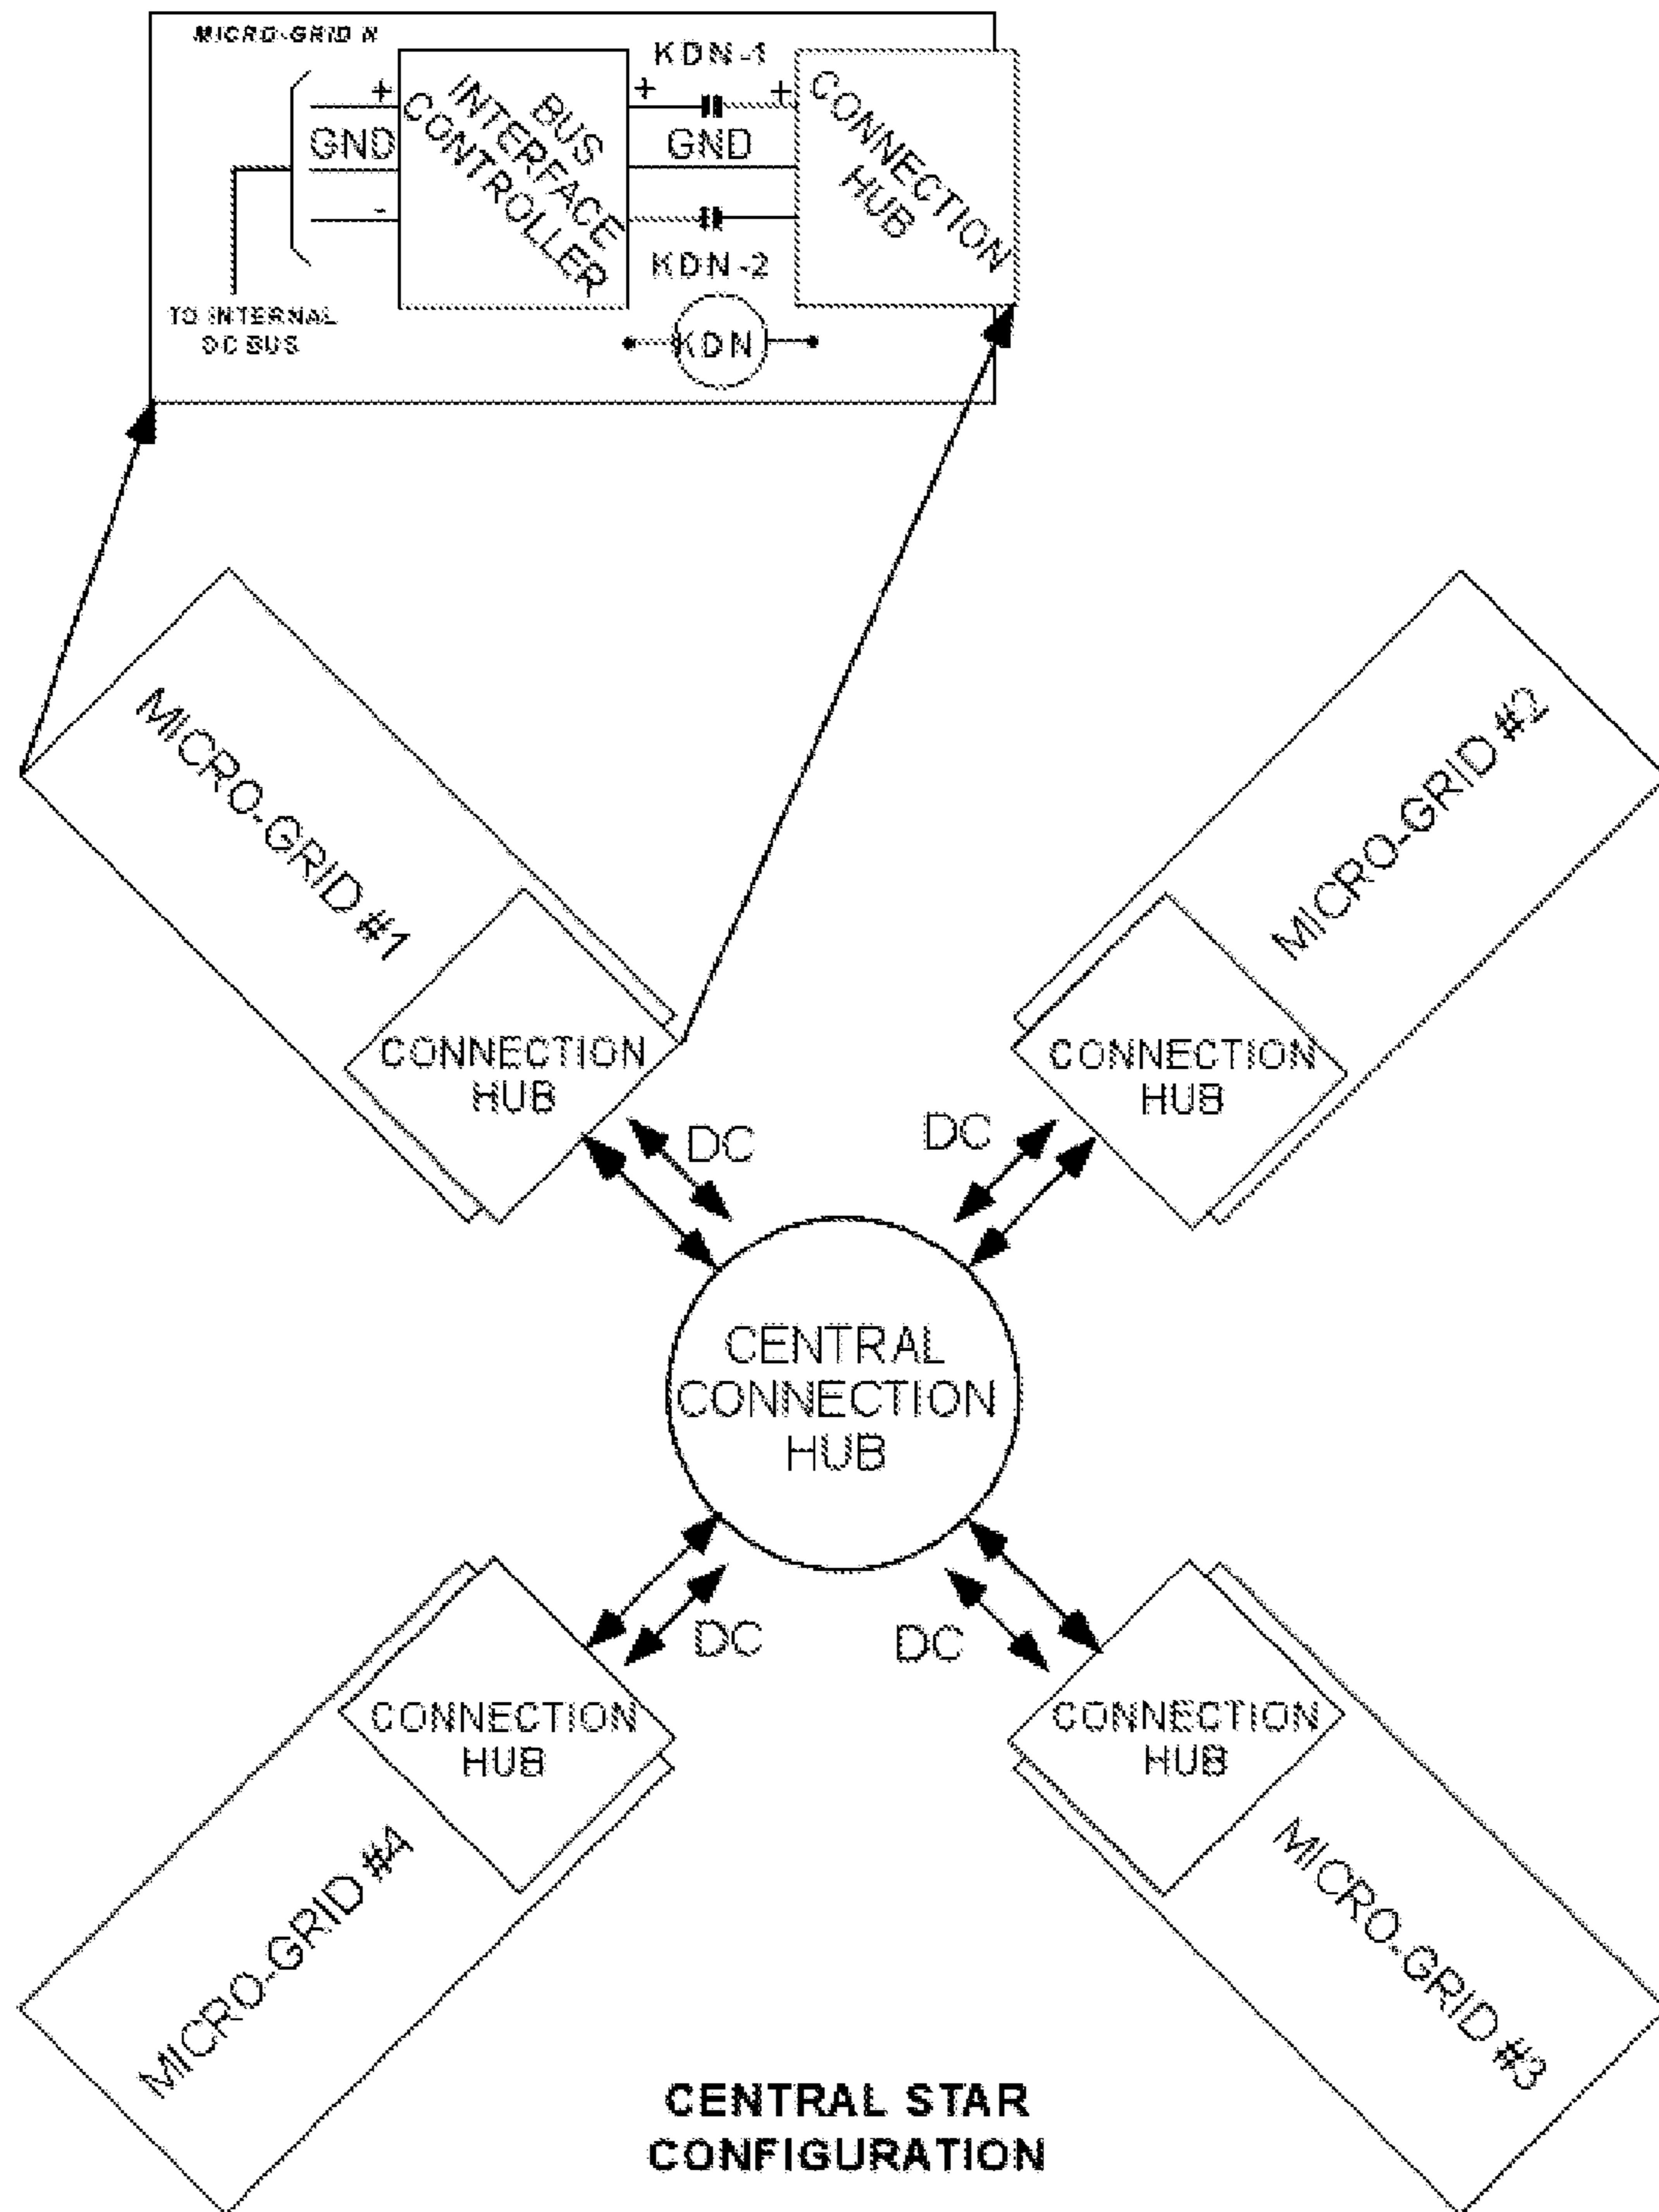 MICRO-GRID N
KDN-1
+
+
+
GND
BUS
INTERFACE
CONTROLLER
GND
CONNECTION
HUB
-
KDN-2
TO INTERNAL
DC BUS
KDN
MICRO-GRID #1
MICRO-GRID #2
CONNECTION
HUB
CONNECTION
HUB
DC
DC
CENTRAL
CONNECTION
HUB
DC
DC
CONNECTION
HUB
CONNECTION
HUB
MICRO-GRID #4
MICRO-GRID #3
CENTRAL STAR
CONFIGURATION